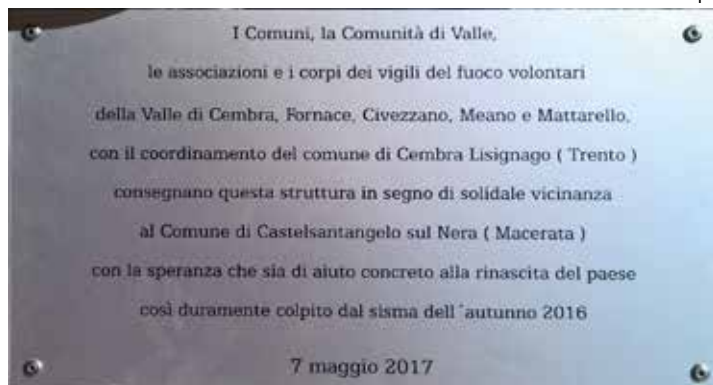 I Comuni, la Comunità di Valle,
le associazioni e i corpi dei vigili del fuoco volontari
della Valle di Cembra, Fornace, Civezzano, Meano e Mattarello,
con il coordinamento del comune di Cembra Lisignago ( Trento )
consegnano questa struttura in segno di solidale vicinanza
al Comune di Castelsantangelo sul Nera ( Macerata )
con la speranza che sia di aiuto concreto alla rinascita del paese
così duramente colpito dal sisma dell´autunno 2016
7 maggio 2017